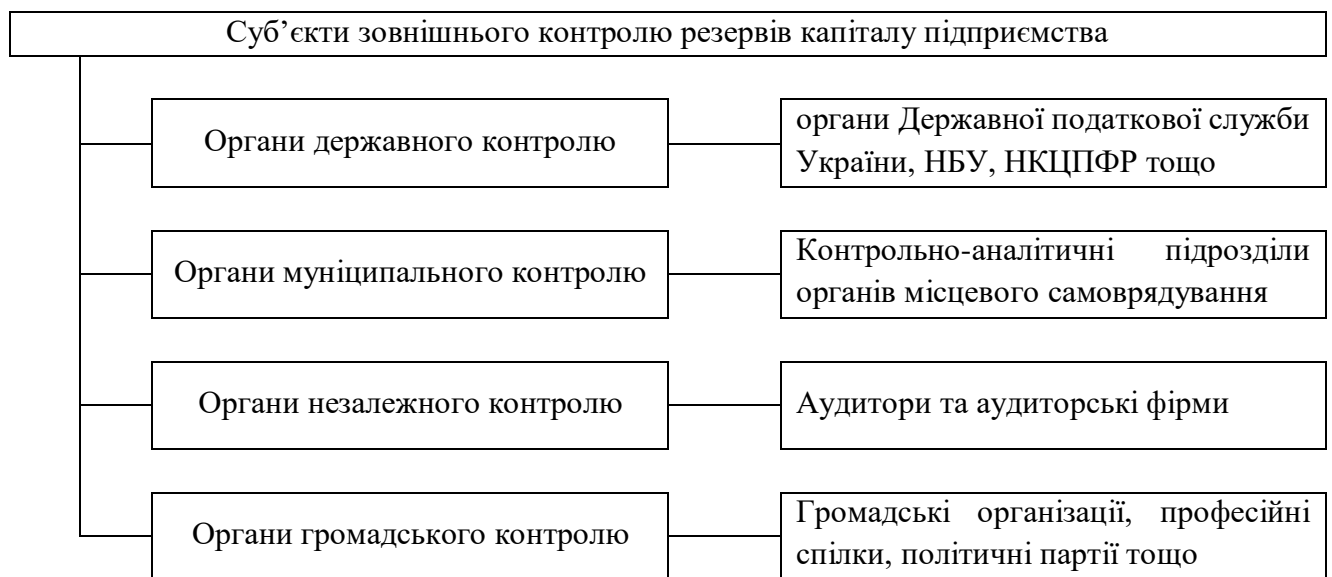 Суб’єкти зовнішнього контролю резервів капіталу підприємства
Органи державного контролю
органи Державної податкової служби
України, НБУ, НКЦПФР тощо
Органи муніципального контролю
Контрольно-аналітичні підрозділи
органів місцевого самоврядування
Органи незалежного контролю
Аудитори та аудиторські фірми
Органи громадського контролю
Громадські організації, професійні
спілки, політичні партії тощо